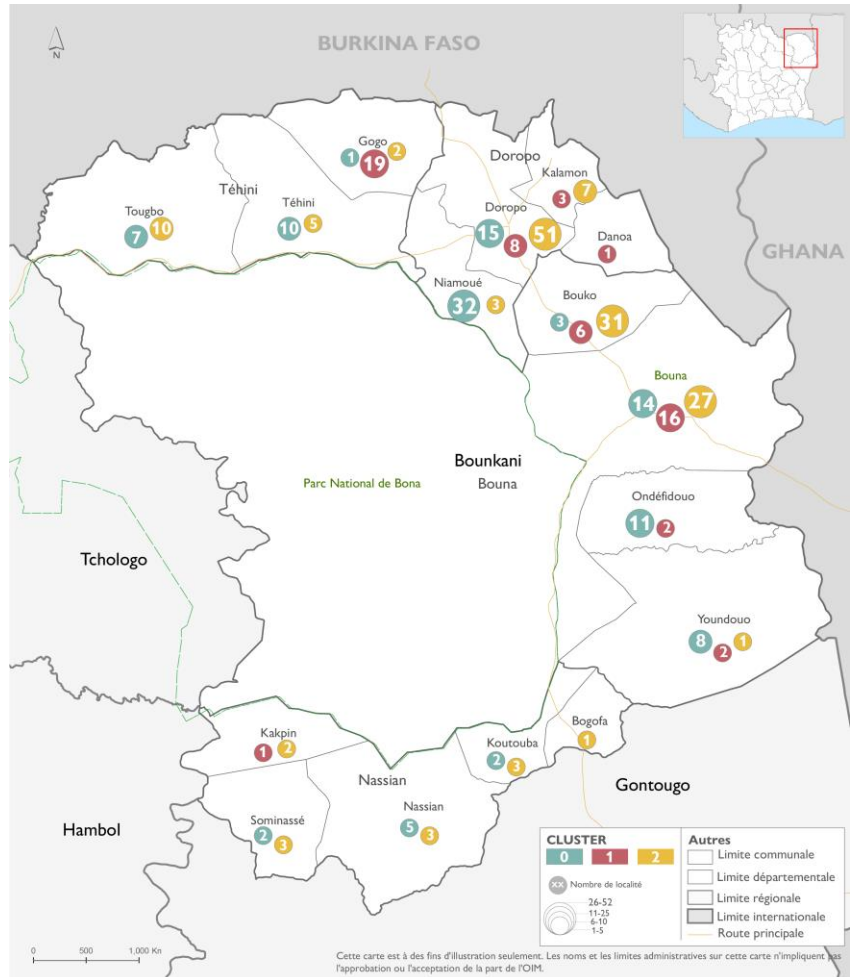 BURKINA FASO
N
Gogo
1
19
2
Doropo
Kalamon
3
7
Téhini
Tougbo
7
10
Téhini
10
5
Doropo
15
8
51
Danoa
1
GHANA
Niamoué
32
3
Bouko
3
6
31
Bouna
14
16
27
Bounkani
Bouna
Parc National de Bona
Ondéfidouo
11
2
Tchologo
Youndouo
8
2
1
Kakpin
1
2
Koutouba
2
3
Bogofa
1
Nassian
Gontougo
Hambol
Sominassé
2
3
Nassian
5
3
CLUSTER
0 1 2
xx Nombre de localité
26-52
11-25
6-10
1-5
Autres
Limite communale
Limite départementale
Limite régionale
Limite internationale
Route principale
0 500 1,000 Kn
Cette carte est à des fins d'illustration seulement. Les noms et les limites administratives sur cette carte n'impliquent pas
l'approbation ou l'acceptation de la part de l'OIM.